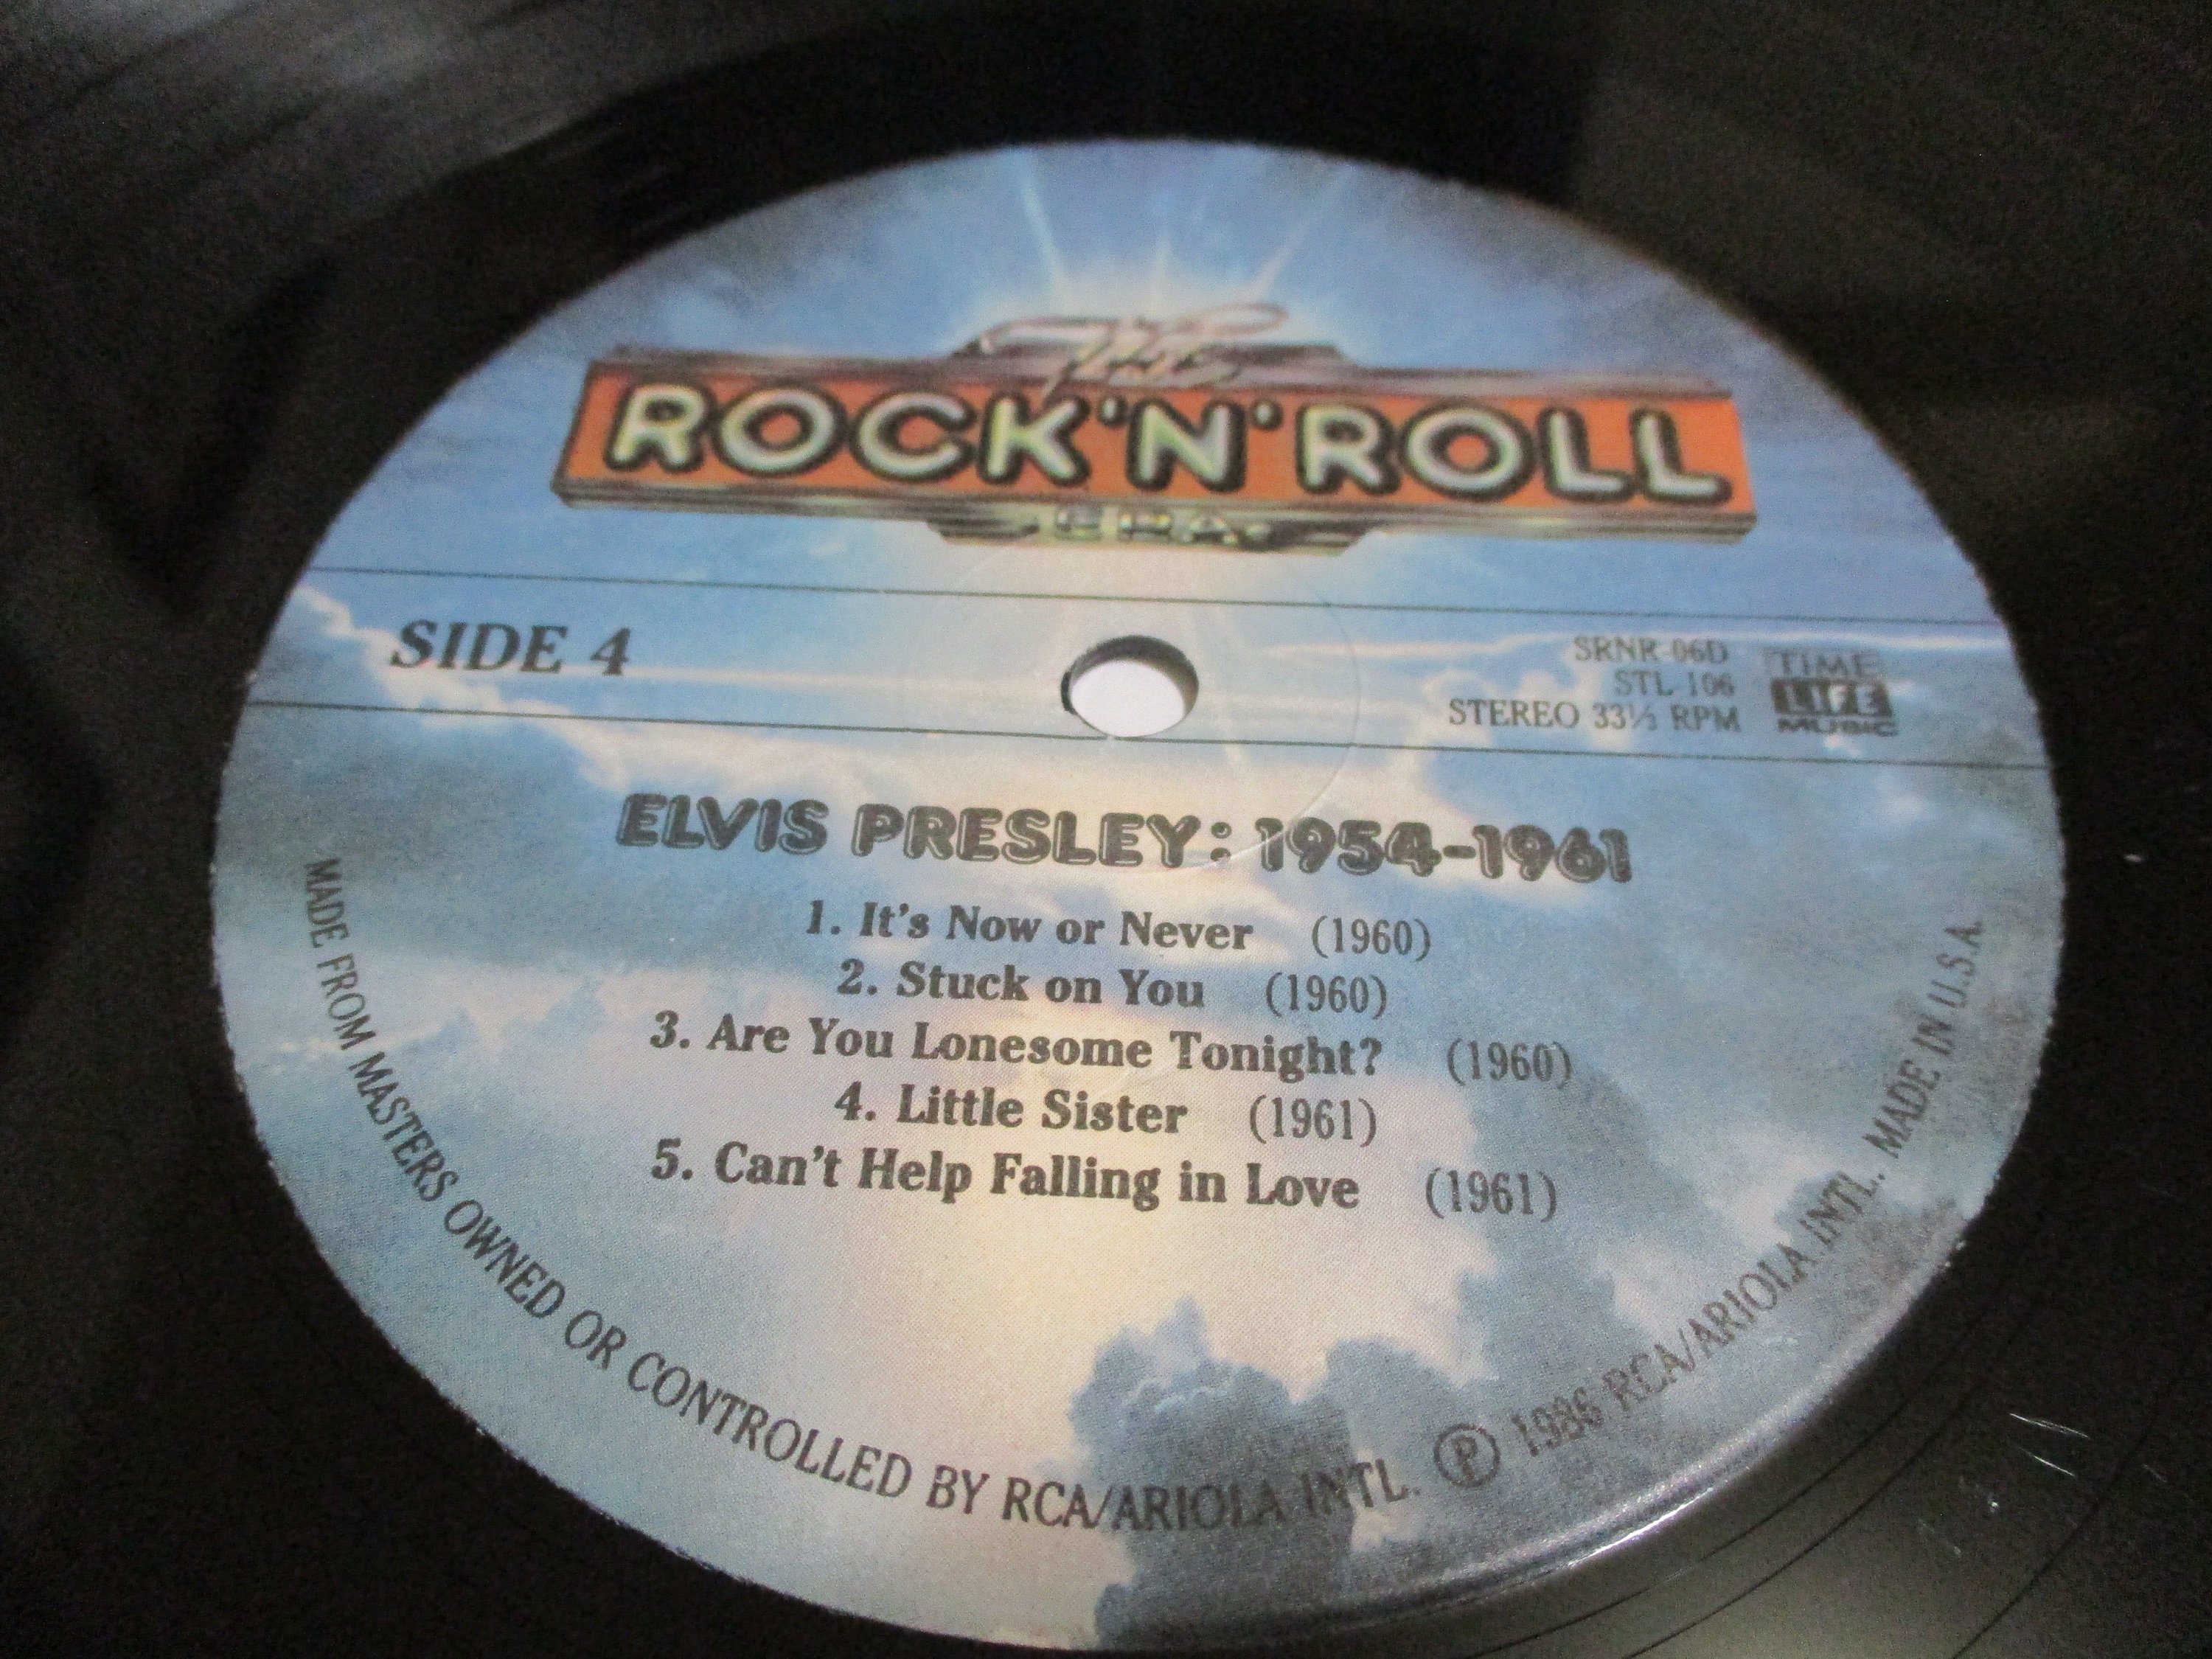 The
ROCK'N'ROLL
·ERA·
SIDE 4
SRNR-06D
STL 106
STEREO 33⅓ RPM
TIME
LIFE
MUSIC
ELVIS PRESLEY: 1954-1961
1. It's Now or Never (1960)
2. Stuck on You (1960)
3. Are You Lonesome Tonight? (1960)
4. Little Sister (1961)
5. Can't Help Falling in Love (1961)
MADE FROM MASTERS OWNED OR CONTROLLED BY RCA/ARIOLA INTL. ℗ 1986 RCA/ARIOLA INTL. MADE IN U.S.A.